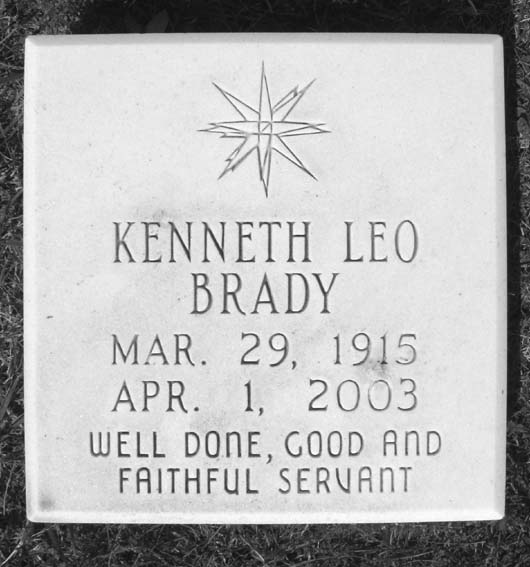 KENNETH LEO
BRADY
MAR. 29, 1915
APR. 1, 2003
WELL DONE, GOOD AND
FAITHFUL SERVANT